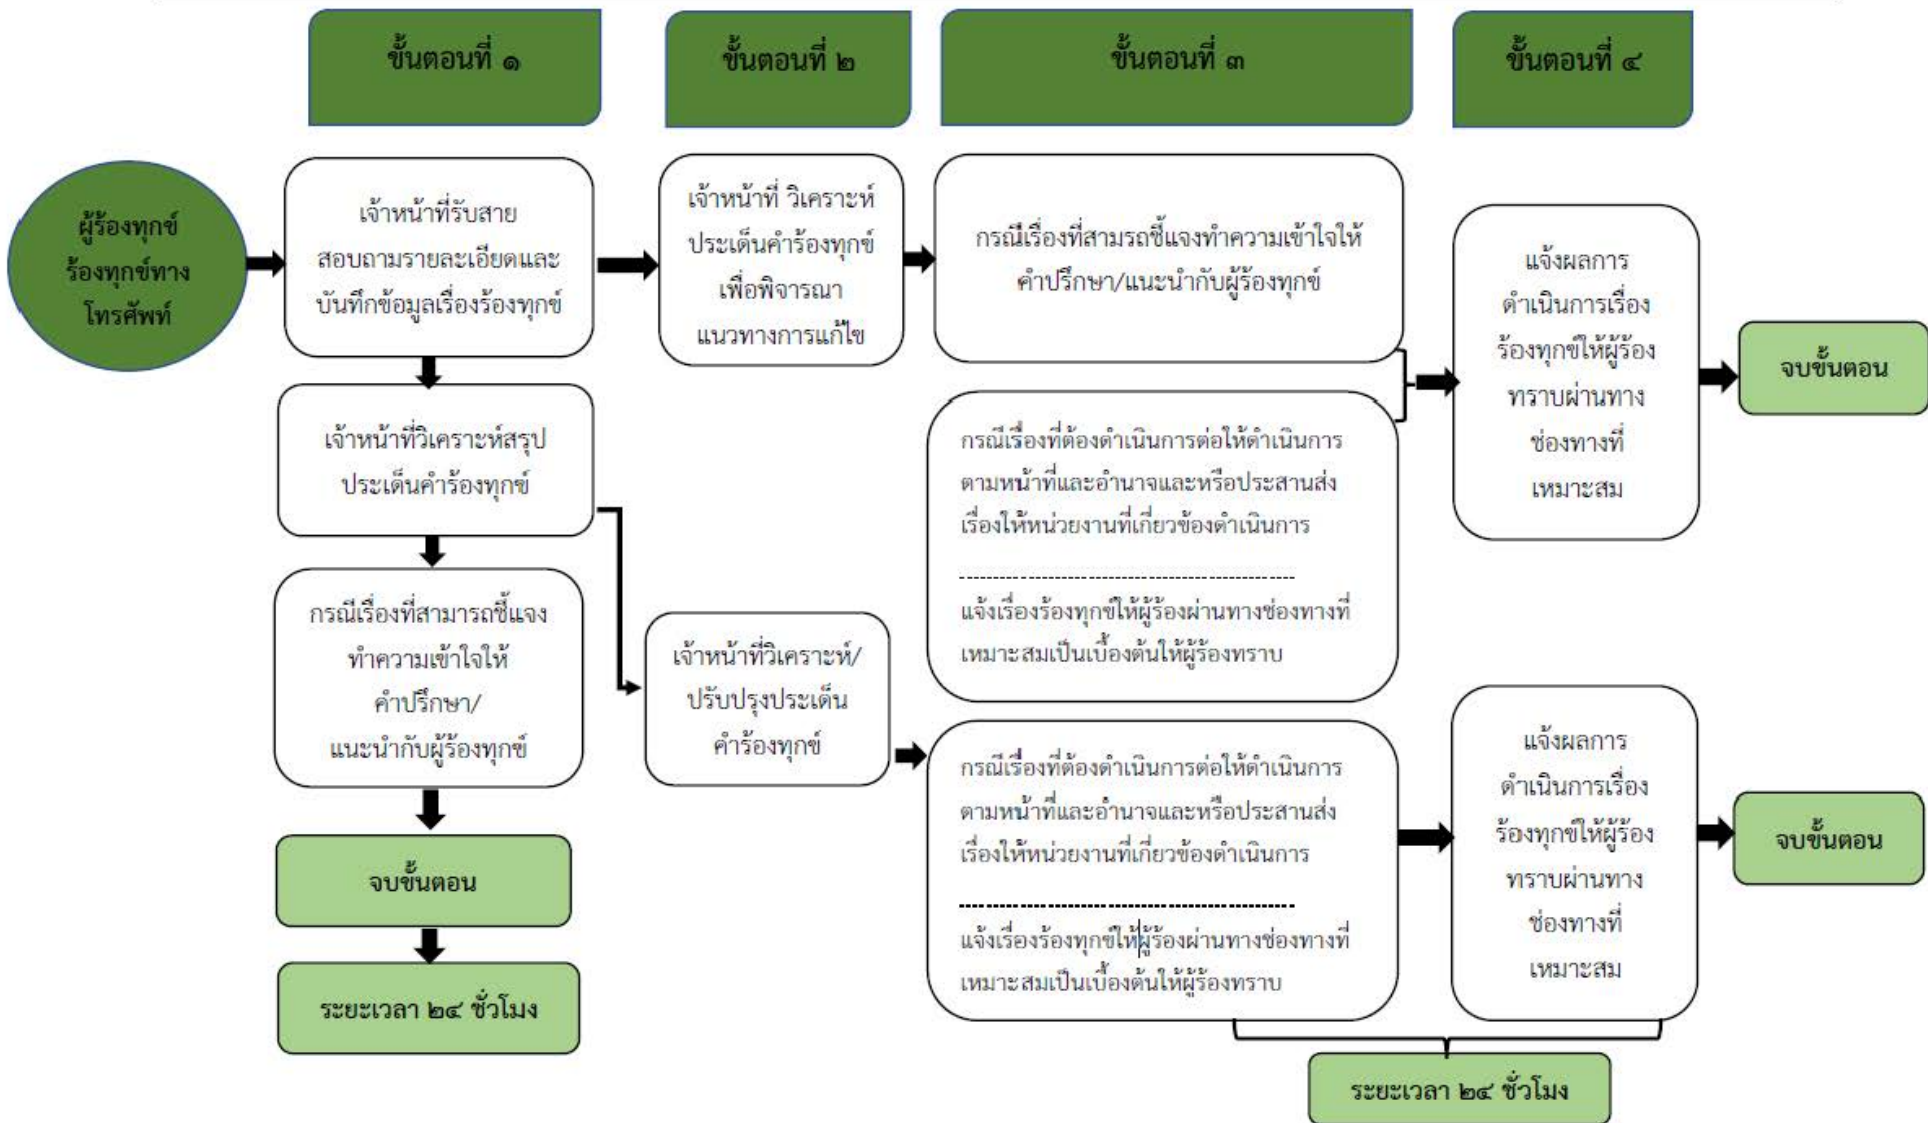 ขั้นตอนที่ ๑
ขั้นตอนที่ ๒
ขั้นตอนที่ ๓
ขั้นตอนที่ ๔
ผู้ร้องทุกข์
ร้องทุกข์ทาง
โทรศัพท์
เจ้าหน้าที่รับสาย
สอบถามรายละเอียดและ
บันทึกข้อมูลเรื่องร้องทุกข์
เจ้าหน้าที่ วิเคราะห์
ประเด็นคำร้องทุกข์
เพื่อพิจารณา
แนวทางการแก้ไข
กรณีเรื่องที่สามรถชี้แจงทำความเข้าใจให้
คำปรึกษา/แนะนำกับผู้ร้องทุกข์
แจ้งผลการ
ดำเนินการเรื่อง
ร้องทุกข์ให้ผู้ร้อง
ทราบผ่านทาง
ช่องทางที่
เหมาะสม
จบขั้นตอน
เจ้าหน้าที่วิเคราะห์สรุป
ประเด็นคำร้องทุกข์
กรณีเรื่องที่ต้องดำเนินการต่อให้ดำเนินการ
ตามหน้าที่และอำนาจและหรือประสานส่ง
เรื่องให้หน่วยงานที่เกี่ยวข้องดำเนินการ
แจ้งเรื่องร้องทุกข์ให้ผู้ร้องผ่านทางช่องทางที่
เหมาะสมเป็นเบื้องต้นให้ผู้ร้องทราบ
กรณีเรื่องที่สามารถชี้แจง
ทำความเข้าใจให้
คำปรึกษา/
แนะนำกับผู้ร้องทุกข์
เจ้าหน้าที่วิเคราะห์/
ปรับปรุงประเด็น
คำร้องทุกข์
กรณีเรื่องที่ต้องดำเนินการต่อให้ดำเนินการ
ตามหน้าที่และอำนาจและหรือประสานส่ง
เรื่องให้หน่วยงานที่เกี่ยวข้องดำเนินการ
แจ้งเรื่องร้องทุกข์ให้ผู้ร้องผ่านทางช่องทางที่
เหมาะสมเป็นเบื้องต้นให้ผู้ร้องทราบ
แจ้งผลการ
ดำเนินการเรื่อง
ร้องทุกข์ให้ผู้ร้อง
ทราบผ่านทาง
ช่องทางที่
เหมาะสม
จบขั้นตอน
จบขั้นตอน
ระยะเวลา ๒๔ ชั่วโมง
ระยะเวลา ๒๔ ชั่วโมง